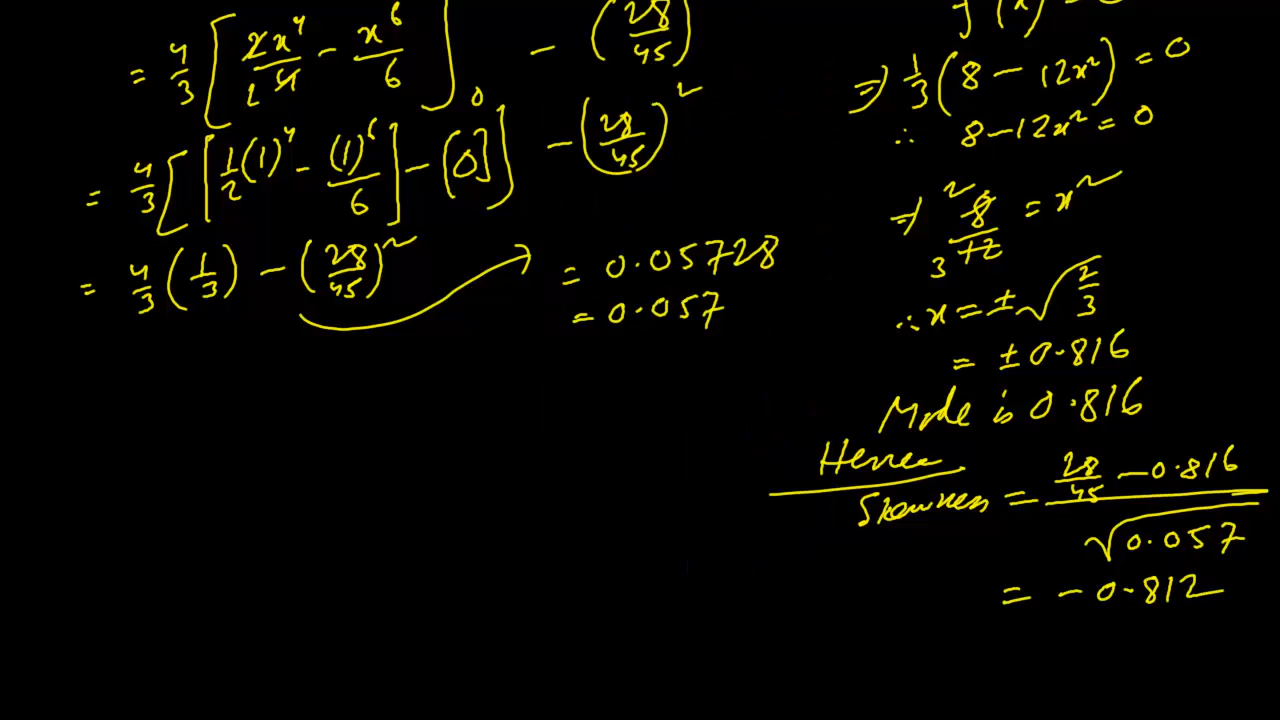 = 4/3 [ 2x⁴/4 2 - x⁶/6 ]₀ - (28/45)
= 4/3 [ [ 1/2 (1)⁴ - (1)⁶/6 ] - [0] ] - (28/45)²
= 4/3 (1/3) - (28/45)² → = 0.05728
= 0.057
f (x) =
⇒ 1/3 (8 - 12x²) = 0
∴ 8 - 12x² = 0
⇒ 2 8/12 3 = x²
∴ x = ± √(2/3)
= ± 0.816
Mode is 0.816
Hence
Skewness = (28/45 - 0.816) / √0.057
= - 0.812